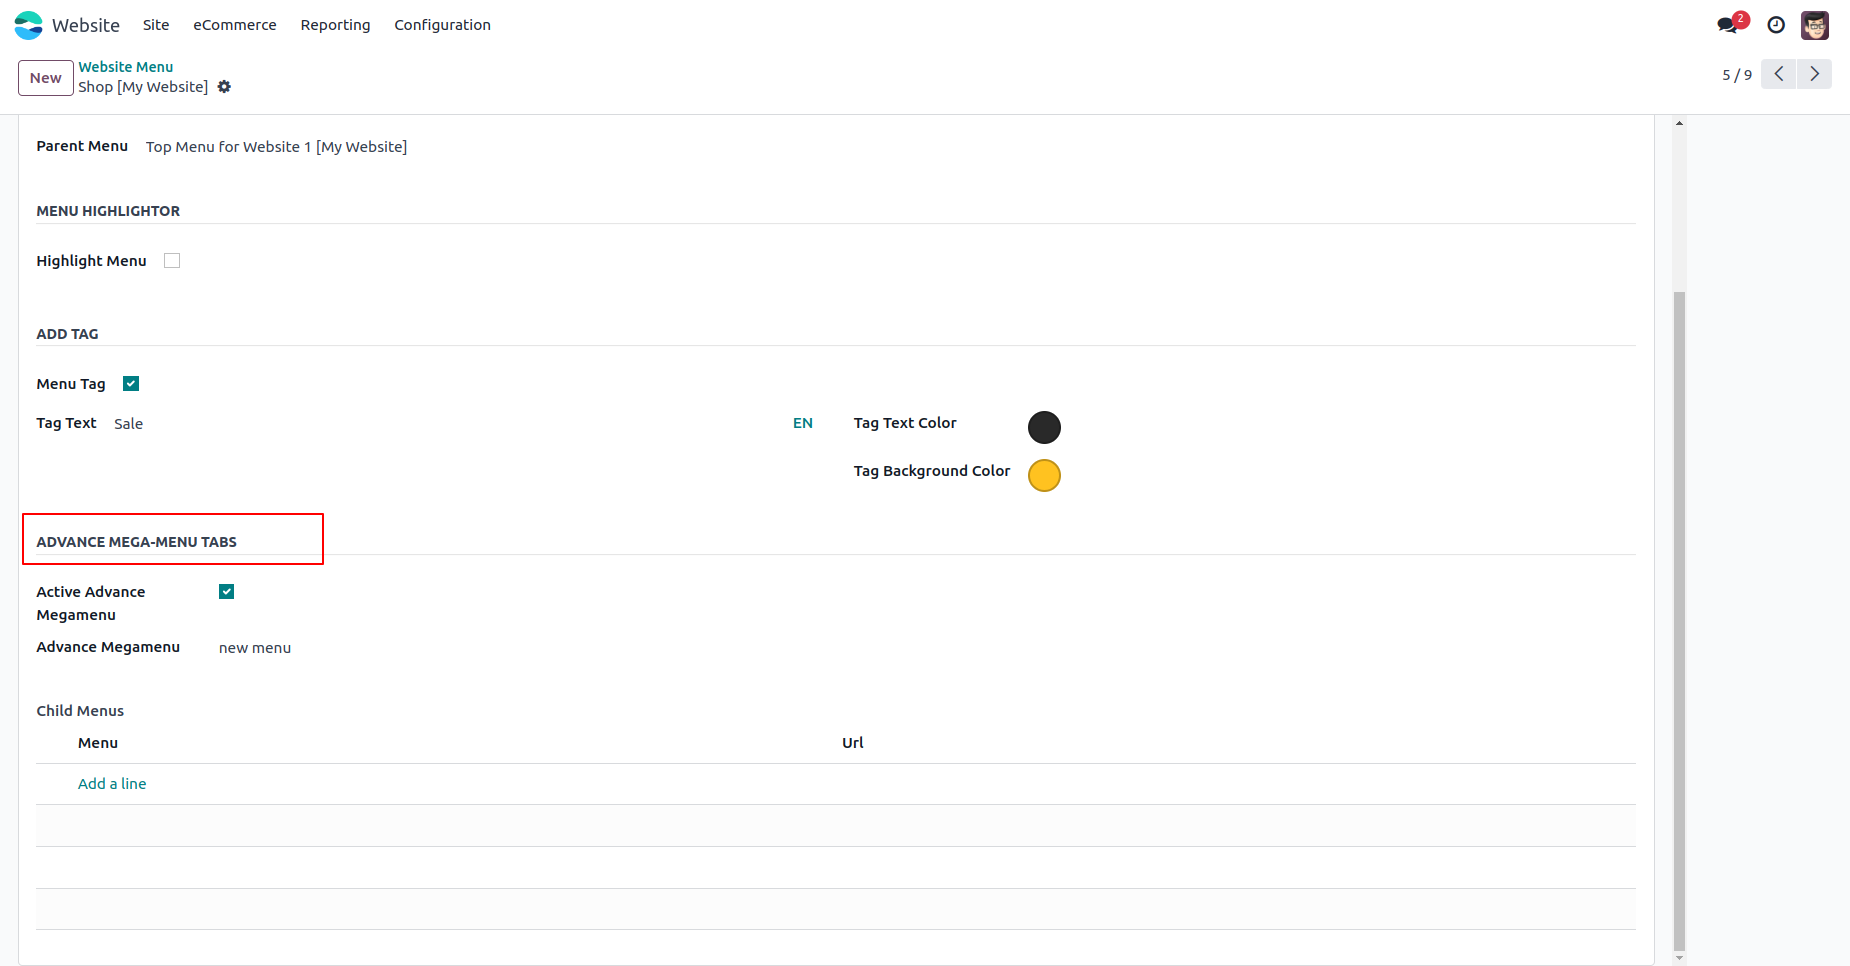 Website Site eCommerce Reporting Configuration 2
New Website Menu
Shop [My Website] 5 / 9
Parent Menu Top Menu for Website 1 [My Website]
MENU HIGHLIGHTOR
Highlight Menu
ADD TAG
Menu Tag
Tag Text Sale EN Tag Text Color
Tag Background Color
ADVANCE MEGA-MENU TABS
Active Advance
Megamenu
Advance Megamenu new menu
Child Menus
Menu Url
Add a line